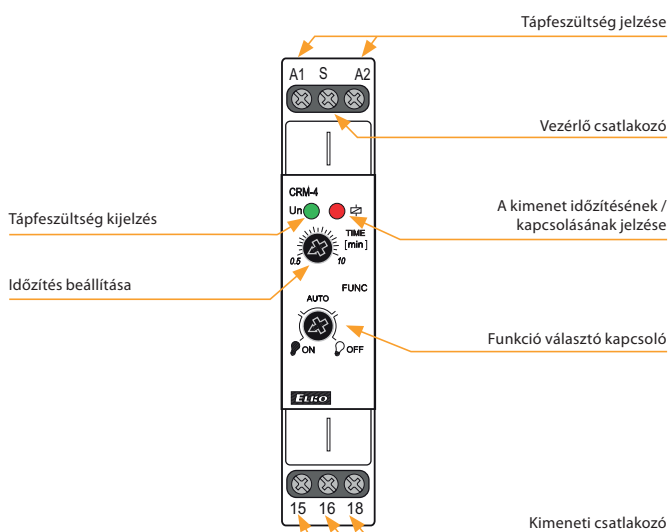 Tápfeszültség jelzése
A1 S A2
Vezérlő csatlakozó
CRM-4
Un
A kimenet időzítésének /
kapcsolásának jelzése
Tápfeszültség kijelzés
TIME
[min]
0.5 10
Időzítés beállítása
FUNC
AUTO
Funkció választó kapcsoló
ON OFF
ELKO
15 16 18
Kimeneti csatlakozó